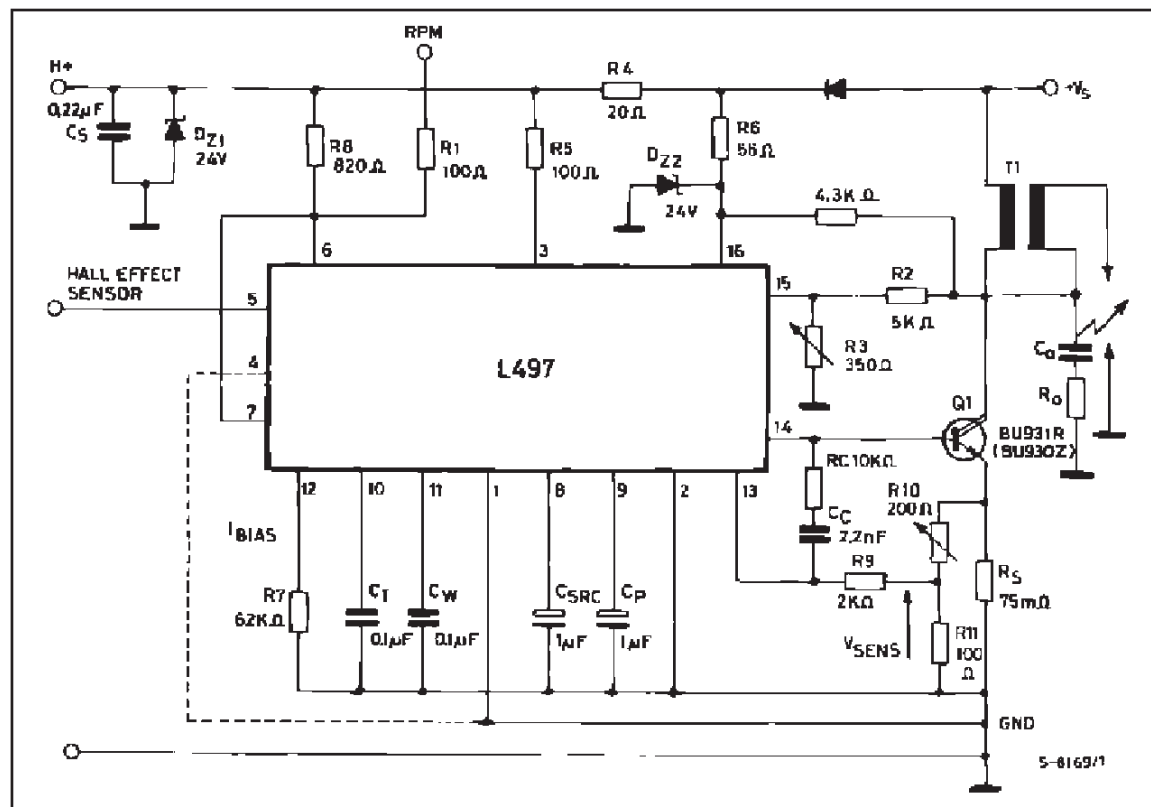 RPM
H+
0,22µF
CS
DZ1
24V
R8
820Ω
R1
100Ω
R5
100Ω
R4
20Ω
+VS
R6
56Ω
DZ2
24V
4.3KΩ
T1
6
3
16
HALL EFFECT
SENSOR
5
4
7
L497
15
R2
5KΩ
R3
350Ω
Ca
Ra
Q1
BU931R
(BU930Z)
14
12
10
11
1
8
9
2
13
RC 10KΩ
CC
2,2nF
R10
200Ω
IBIAS
R7
62KΩ
CT
0.1µF
CW
0.1µF
CSRC
1µF
CP
1µF
R9
2KΩ
VSENS
RS
75mΩ
R11
100
Ω
GND
S-8169/1